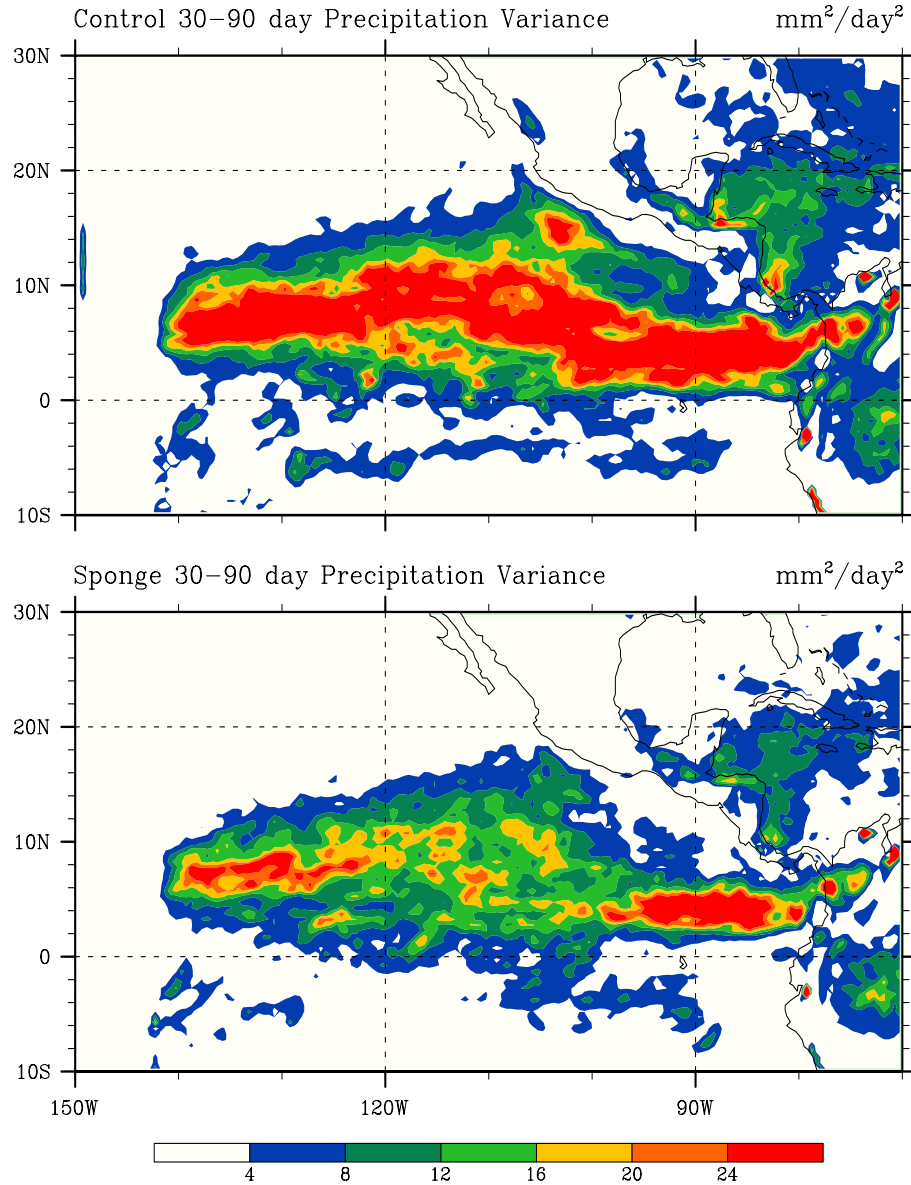 Control 30-90 day Precipitation Variance mm²/day²
30N
20N
10N
0
10S
Sponge 30-90 day Precipitation Variance mm²/day²
30N
20N
10N
0
10S
150W 120W 90W
4 8 12 16 20 24